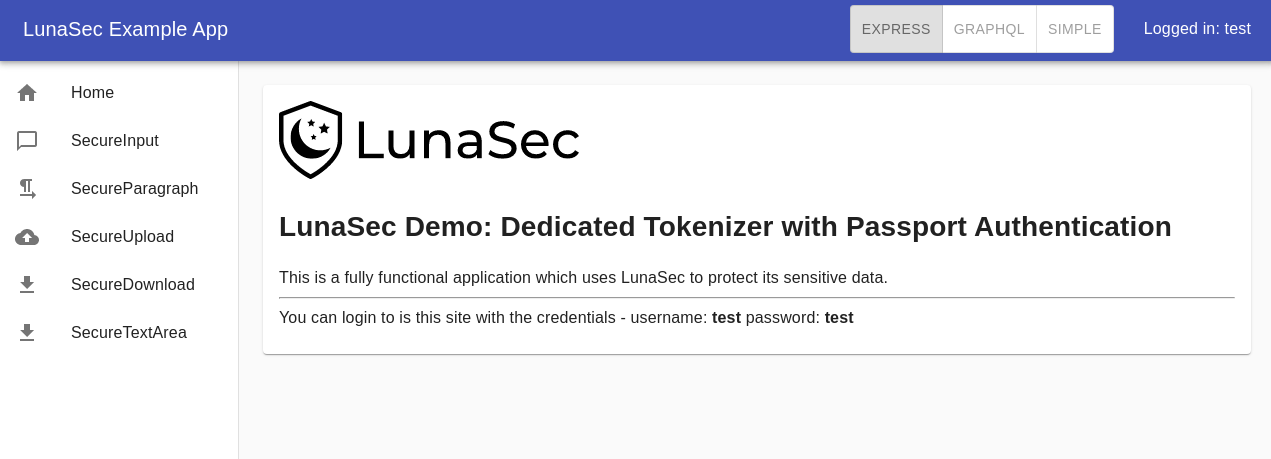 LunaSec Example App
EXPRESS GRAPHQL SIMPLE
Logged in: test
Home
SecureInput
SecureParagraph
SecureUpload
SecureDownload
SecureTextArea
LunaSec
LunaSec Demo: Dedicated Tokenizer with Passport Authentication
This is a fully functional application which uses LunaSec to protect its sensitive data.
You can login to is this site with the credentials - username: test password: test